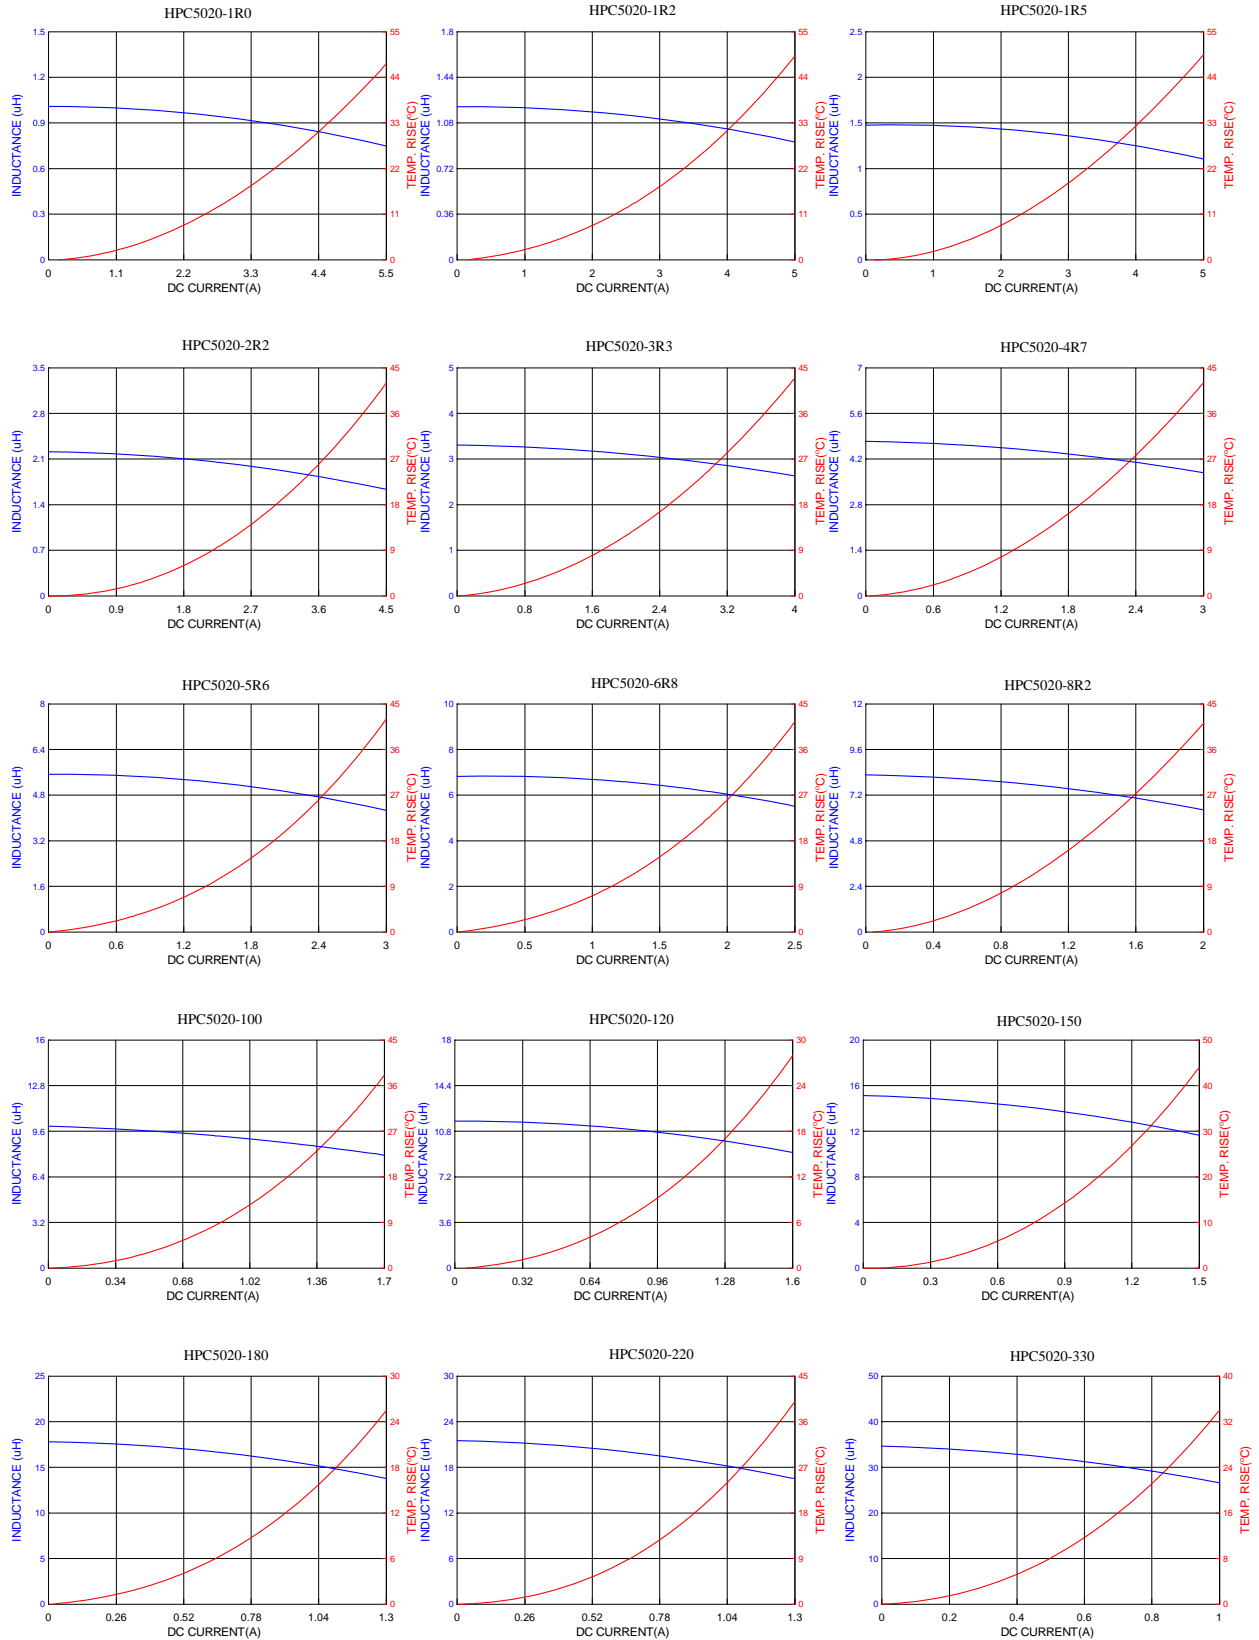 HPC5020-1R0
INDUCTANCE (uH)
1.5
1.2
0.9
0.6
0.3
0
55
44
33
22
11
0
TEMP. RISE(ºC)
0 1.1 2.2 3.3 4.4 5.5
DC CURRENT(A)
HPC5020-1R2
INDUCTANCE (uH)
1.8
1.44
1.08
0.72
0.36
0
55
44
33
22
11
0
TEMP. RISE(ºC)
0 1 2 3 4 5
DC CURRENT(A)
HPC5020-1R5
INDUCTANCE (uH)
2.5
2
1.5
1
0.5
0
55
44
33
22
11
0
TEMP. RISE(ºC)
0 1 2 3 4 5
DC CURRENT(A)
HPC5020-2R2
INDUCTANCE (uH)
3.5
2.8
2.1
1.4
0.7
0
45
36
27
18
9
0
TEMP. RISE(ºC)
0 0.9 1.8 2.7 3.6 4.5
DC CURRENT(A)
HPC5020-3R3
INDUCTANCE (uH)
5
4
3
2
1
0
45
36
27
18
9
0
TEMP. RISE(ºC)
0 0.8 1.6 2.4 3.2 4
DC CURRENT(A)
HPC5020-4R7
INDUCTANCE (uH)
7
5.6
4.2
2.8
1.4
0
45
36
27
18
9
0
TEMP. RISE(ºC)
0 0.6 1.2 1.8 2.4 3
DC CURRENT(A)
HPC5020-5R6
INDUCTANCE (uH)
8
6.4
4.8
3.2
1.6
0
45
36
27
18
9
0
TEMP. RISE(ºC)
0 0.6 1.2 1.8 2.4 3
DC CURRENT(A)
HPC5020-6R8
INDUCTANCE (uH)
10
8
6
4
2
0
45
36
27
18
9
0
TEMP. RISE(ºC)
0 0.5 1 1.5 2 2.5
DC CURRENT(A)
HPC5020-8R2
INDUCTANCE (uH)
12
9.6
7.2
4.8
2.4
0
45
36
27
18
9
0
TEMP. RISE(ºC)
0 0.4 0.8 1.2 1.6 2
DC CURRENT(A)
HPC5020-100
INDUCTANCE (uH)
16
12.8
9.6
6.4
3.2
0
45
36
27
18
9
0
TEMP. RISE(ºC)
0 0.34 0.68 1.02 1.36 1.7
DC CURRENT(A)
HPC5020-120
INDUCTANCE (uH)
18
14.4
10.8
7.2
3.6
0
30
24
18
12
6
0
TEMP. RISE(ºC)
0 0.32 0.64 0.96 1.28 1.6
DC CURRENT(A)
HPC5020-150
INDUCTANCE (uH)
20
16
12
8
4
0
50
40
30
20
10
0
TEMP. RISE(ºC)
0 0.3 0.6 0.9 1.2 1.5
DC CURRENT(A)
HPC5020-180
INDUCTANCE (uH)
25
20
15
10
5
0
30
24
18
12
6
0
TEMP. RISE(ºC)
0 0.26 0.52 0.78 1.04 1.3
DC CURRENT(A)
HPC5020-220
INDUCTANCE (uH)
30
24
18
12
6
0
45
36
27
18
9
0
TEMP. RISE(ºC)
0 0.26 0.52 0.78 1.04 1.3
DC CURRENT(A)
HPC5020-330
INDUCTANCE (uH)
50
40
30
20
10
0
40
32
24
16
8
0
TEMP. RISE(ºC)
0 0.2 0.4 0.6 0.8 1
DC CURRENT(A)